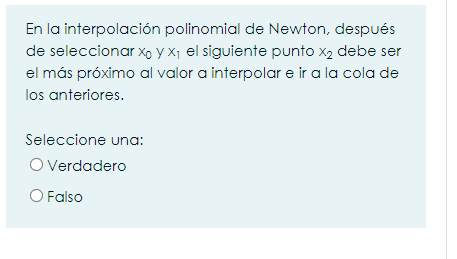 En la interpolación polinomial de Newton, después
de seleccionar x₀ y x₁ el siguiente punto x₂ debe ser
el más próximo al valor a interpolar e ir a la cola de
los anteriores.
Seleccione una:
Verdadero
Falso